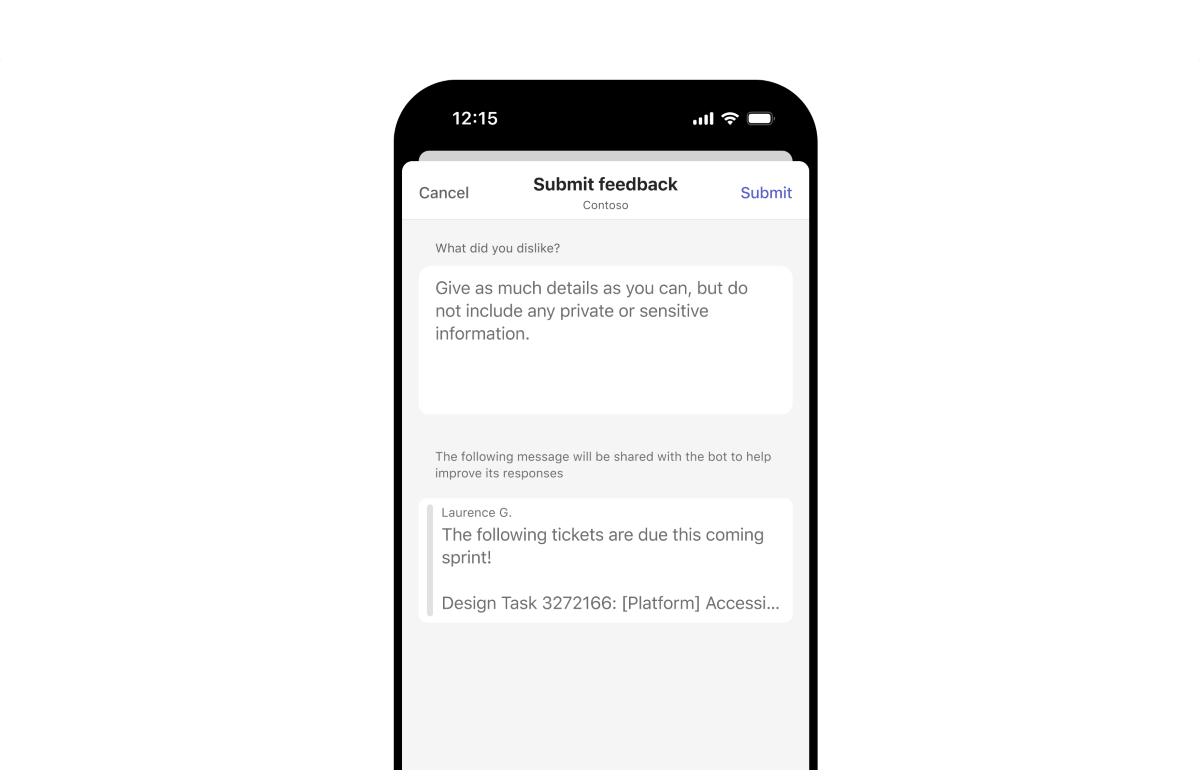 12:15
Cancel
Submit feedback
Submit
Contoso
What did you dislike?
Give as much details as you can, but do
not include any private or sensitive
information.
The following message will be shared with the bot to help
improve its responses
Laurence G.
The following tickets are due this coming
sprint!
Design Task 3272166: [Platform] Accessi...